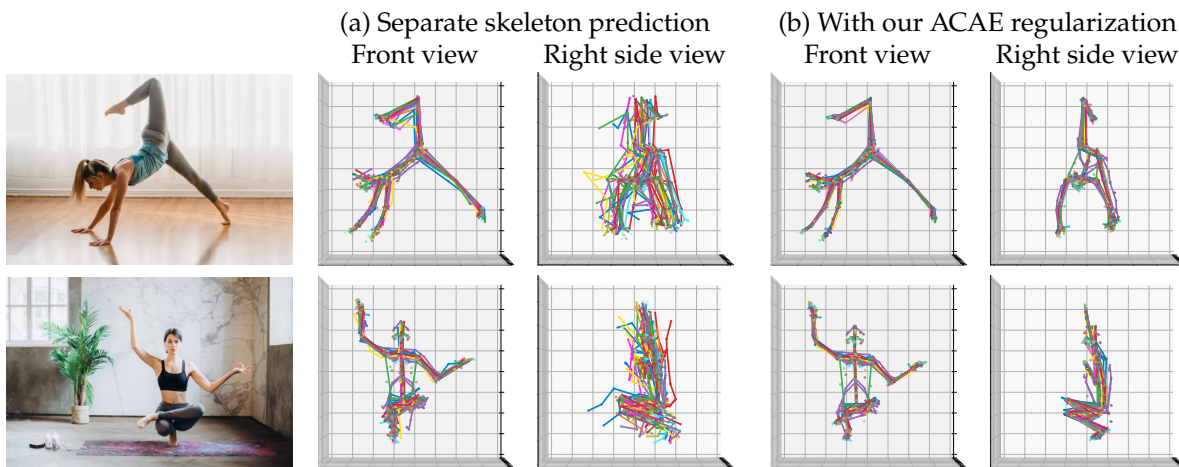 (a) Separate skeleton prediction
(b) With our ACAE regularization
Front view
Right side view
Front view
Right side view